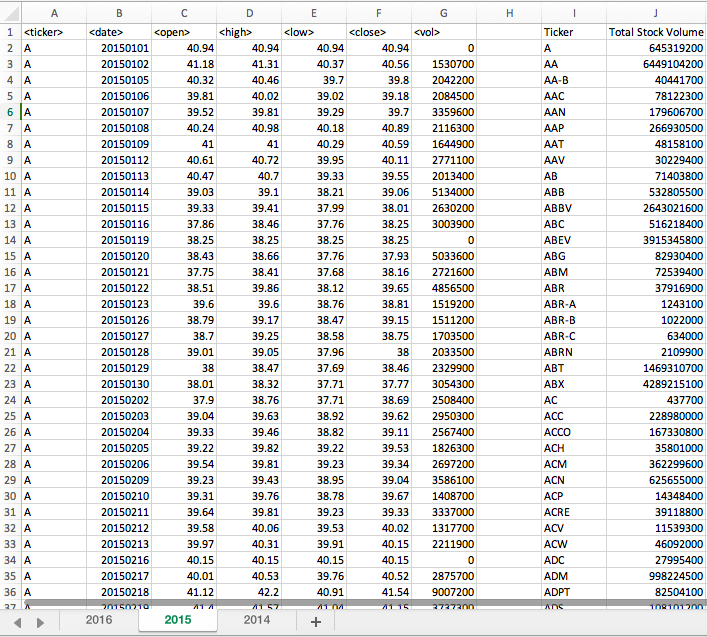 A B C D E F G H I J
1 <ticker> <date> <open> <high> <low> <close> <vol> Ticker Total Stock Volume
2 A 20150101 40.94 40.94 40.94 40.94 0 A 645319200
3 A 20150102 41.18 41.31 40.37 40.56 1530700 AA 6449104200
4 A 20150105 40.32 40.46 39.7 39.8 2042200 AA-B 40441700
5 A 20150106 39.81 40.02 39.02 39.18 2084500 AAC 78122300
6 A 20150107 39.52 39.81 39.29 39.7 3359600 AAN 179606700
7 A 20150108 40.24 40.98 40.18 40.89 2116300 AAP 266930500
8 A 20150109 41 41 40.29 40.59 1644900 AAT 48158100
9 A 20150112 40.61 40.72 39.95 40.11 2771100 AAV 30229400
10 A 20150113 40.47 40.7 39.33 39.55 2013400 AB 71403800
11 A 20150114 39.03 39.1 38.21 39.06 5134000 ABB 532805500
12 A 20150115 39.33 39.41 37.99 38.01 2630200 ABBV 2643021600
13 A 20150116 37.86 38.46 37.76 38.25 3003900 ABC 516218400
14 A 20150119 38.25 38.25 38.25 38.25 0 ABEV 3915345800
15 A 20150120 38.43 38.66 37.76 37.93 5033600 ABG 82930400
16 A 20150121 37.75 38.41 37.68 38.16 2721600 ABM 72539400
17 A 20150122 38.51 39.86 38.12 39.65 4856500 ABR 37916900
18 A 20150123 39.6 39.6 38.76 38.81 1519200 ABR-A 1243100
19 A 20150126 38.79 39.17 38.47 39.15 1511200 ABR-B 1022000
20 A 20150127 38.7 39.25 38.58 38.75 1703500 ABR-C 634000
21 A 20150128 39.01 39.05 37.96 38 2033500 ABRN 2109900
22 A 20150129 38 38.47 37.69 38.46 2329900 ABT 1469310700
23 A 20150130 38.01 38.32 37.71 37.77 3054300 ABX 4289215100
24 A 20150202 37.9 38.76 37.71 38.69 2508400 AC 437700
25 A 20150203 39.04 39.63 38.92 39.62 2950300 ACC 228980000
26 A 20150204 39.33 39.46 38.82 39.11 2567400 ACCO 167330800
27 A 20150205 39.22 39.82 39.22 39.53 1826300 ACH 35801000
28 A 20150206 39.54 39.81 39.23 39.34 2697200 ACM 362299600
29 A 20150209 39.23 39.43 38.95 39.04 3586100 ACN 625655000
30 A 20150210 39.31 39.76 38.78 39.67 1408700 ACP 14348400
31 A 20150211 39.64 39.81 39.23 39.33 3337000 ACRE 39118800
32 A 20150212 39.58 40.06 39.53 40.02 1317700 ACV 11539300
33 A 20150213 39.97 40.31 39.91 40.15 2211900 ACW 46092000
34 A 20150216 40.15 40.15 40.15 40.15 0 ADC 27995400
35 A 20150217 40.01 40.53 39.76 40.52 2875700 ADM 998224500
36 A 20150218 41.12 42.2 40.91 41.54 9007200 ADPT 82504100
37 A 20150219 41.4 41.57 41.04 41.15 3737300 ADS 108101200
2016 2015 2014 +